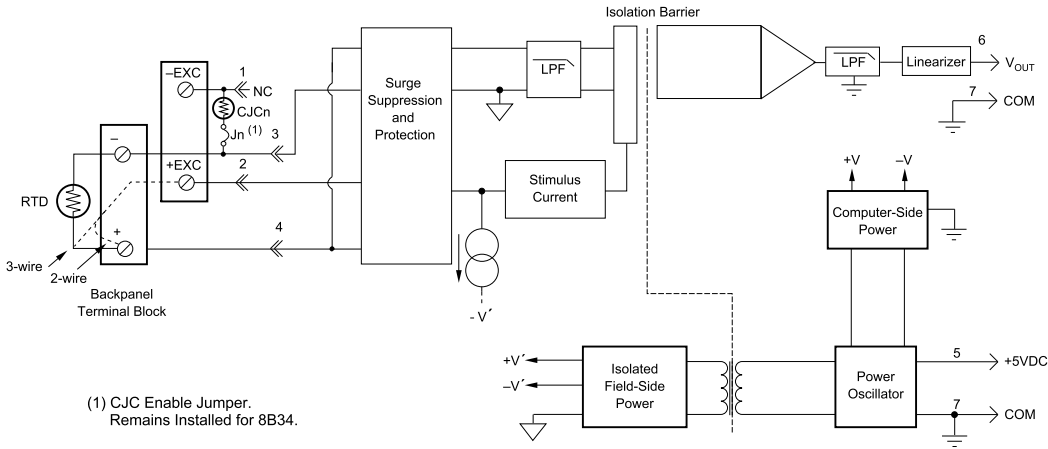 Isolation Barrier
–EXC
1
NC
CJCn
Jn (1)
3
–
+EXC
2
RTD
+
4
3-wire
2-wire
Backpanel
Terminal Block
Surge
Suppression
and
Protection
LPF
Stimulus
Current
- V´
LPF
Linearizer
6
VOUT
7
COM
+V
–V
Computer-Side
Power
+V´
–V´
Isolated
Field-Side
Power
Power
Oscillator
5
+5VDC
7
COM
(1) CJC Enable Jumper.
Remains Installed for 8B34.